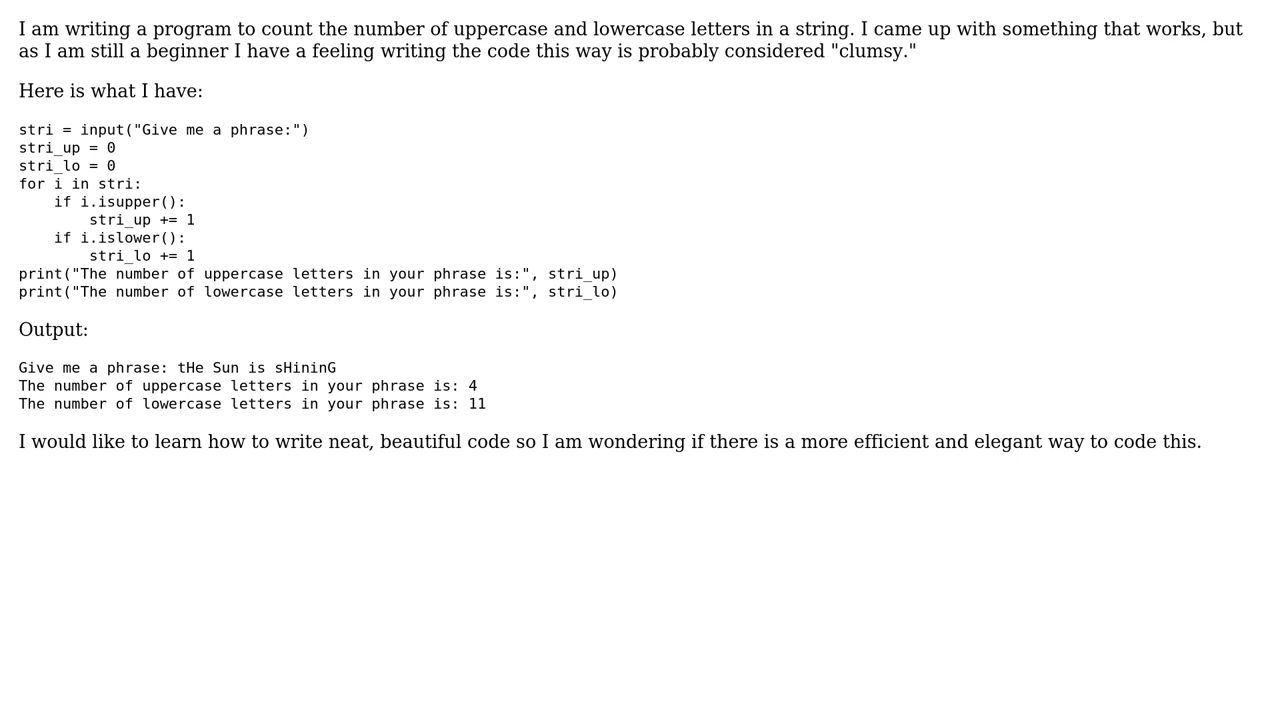 I am writing a program to count the number of uppercase and lowercase letters in a string. I came up with something that works, but
as I am still a beginner I have a feeling writing the code this way is probably considered "clumsy."
Here is what I have:
stri = input("Give me a phrase:")
stri_up = 0
stri_lo = 0
for i in stri:
    if i.isupper():
        stri_up += 1
    if i.islower():
        stri_lo += 1
print("The number of uppercase letters in your phrase is:", stri_up)
print("The number of lowercase letters in your phrase is:", stri_lo)
Output:
Give me a phrase: tHe Sun is sHininG
The number of uppercase letters in your phrase is: 4
The number of lowercase letters in your phrase is: 11
I would like to learn how to write neat, beautiful code so I am wondering if there is a more efficient and elegant way to code this.